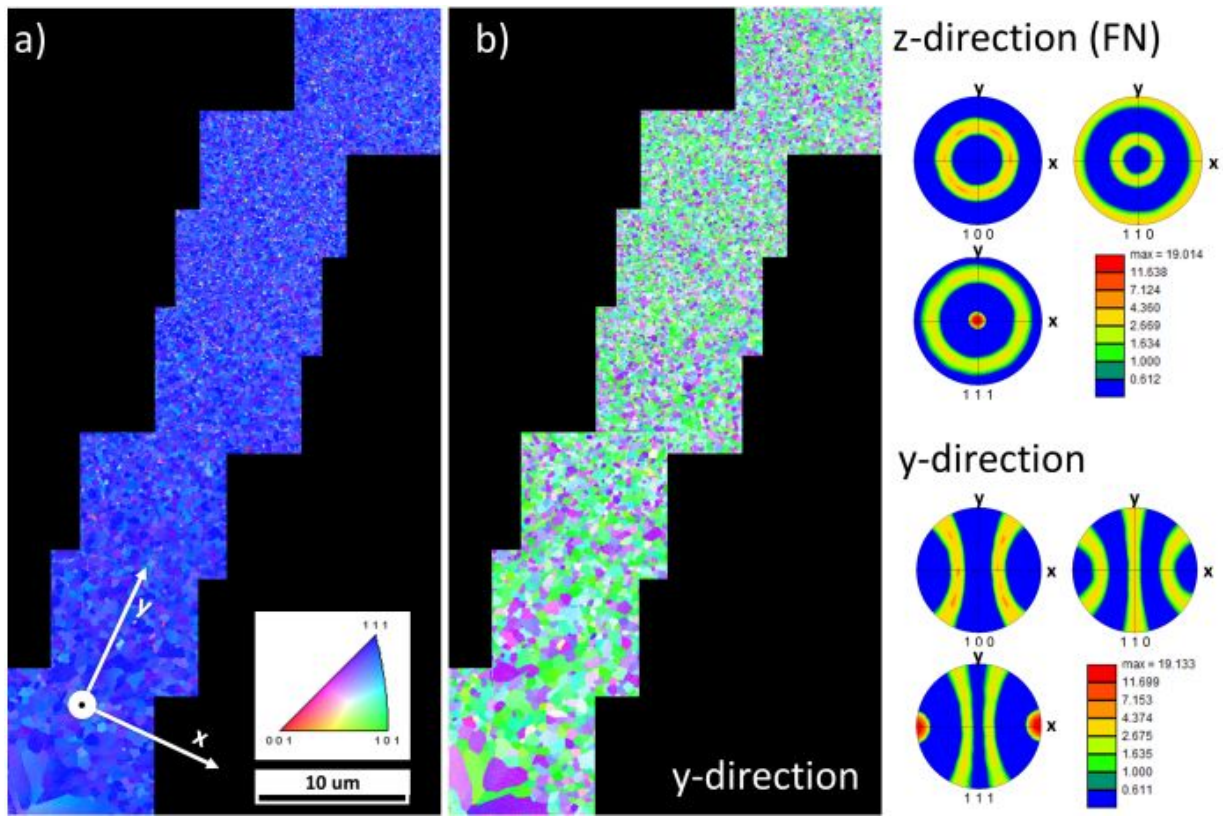 a)
b)
z-direction (FN)
y
y
x
x
1 0 0
1 1 0
y
max = 19.014
11.638
7.124
4.360
2.669
1.634
1.000
0.612
x
1 1 1
y-direction
y
y
x
x
1 0 0
1 1 0
y
max = 19.133
11.699
7.153
4.374
2.675
1.635
1.000
0.611
x
1 1 1
y
x
1 1 1
0 0 1
1 0 1
10 um
y-direction